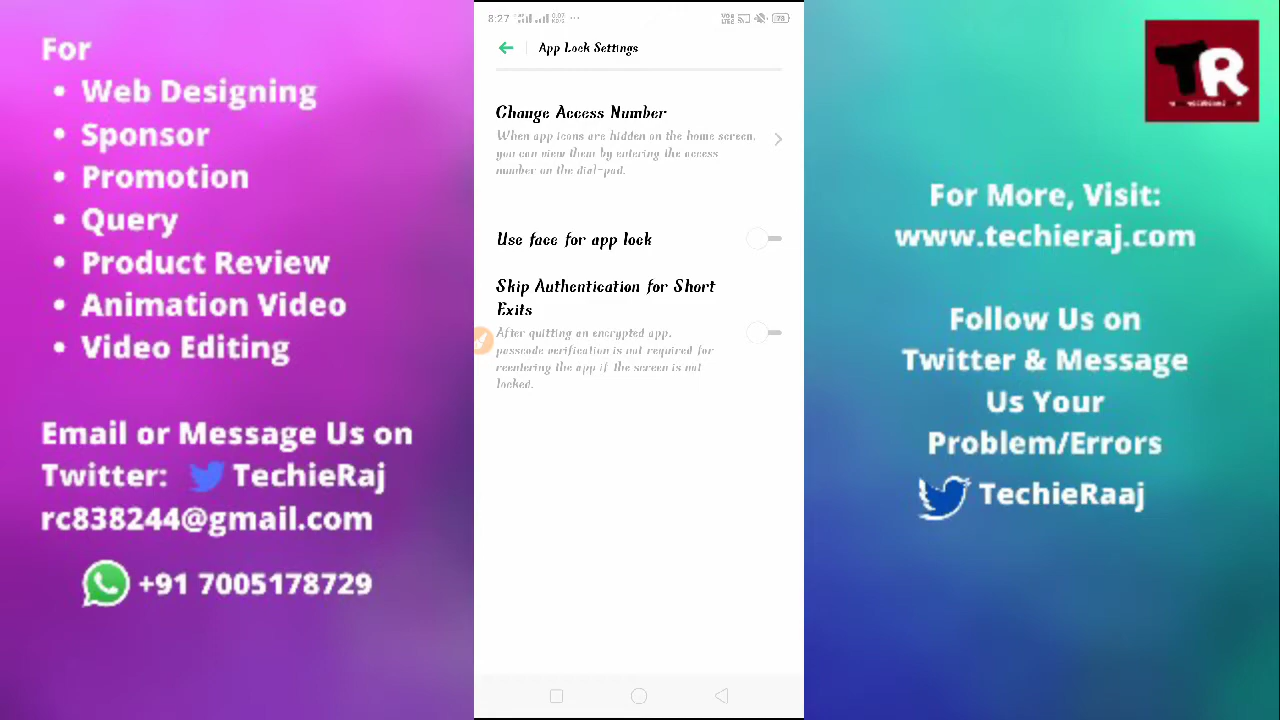 For
• Web Designing
• Sponsor
• Promotion
• Query
• Product Review
• Animation Video
• Video Editing
Email or Message Us on
Twitter: TechieRaj
rc838244@gmail.com
+91 7005178729
8:27
78
App Lock Settings
Change Access Number
When app icons are hidden on the home screen,
you can view them by entering the access
number on the dial-pad.
Use face for app lock
Skip Authentication for Short
Exits
After quitting an encrypted app,
passcode verification is not required for
reentering the app if the screen is not
locked.
TR
For More, Visit:
www.techieraj.com
Follow Us on
Twitter & Message
Us Your
Problem/Errors
TechieRaaj